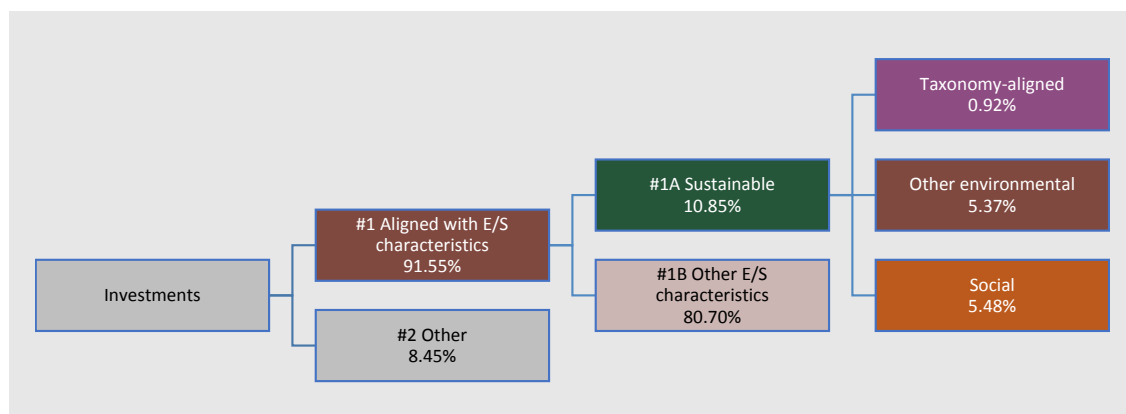 Investments
#1 Aligned with E/S
characteristics
91.55%
#2 Other
8.45%
#1A Sustainable
10.85%
#1B Other E/S
characteristics
80.70%
Taxonomy-aligned
0.92%
Other environmental
5.37%
Social
5.48%